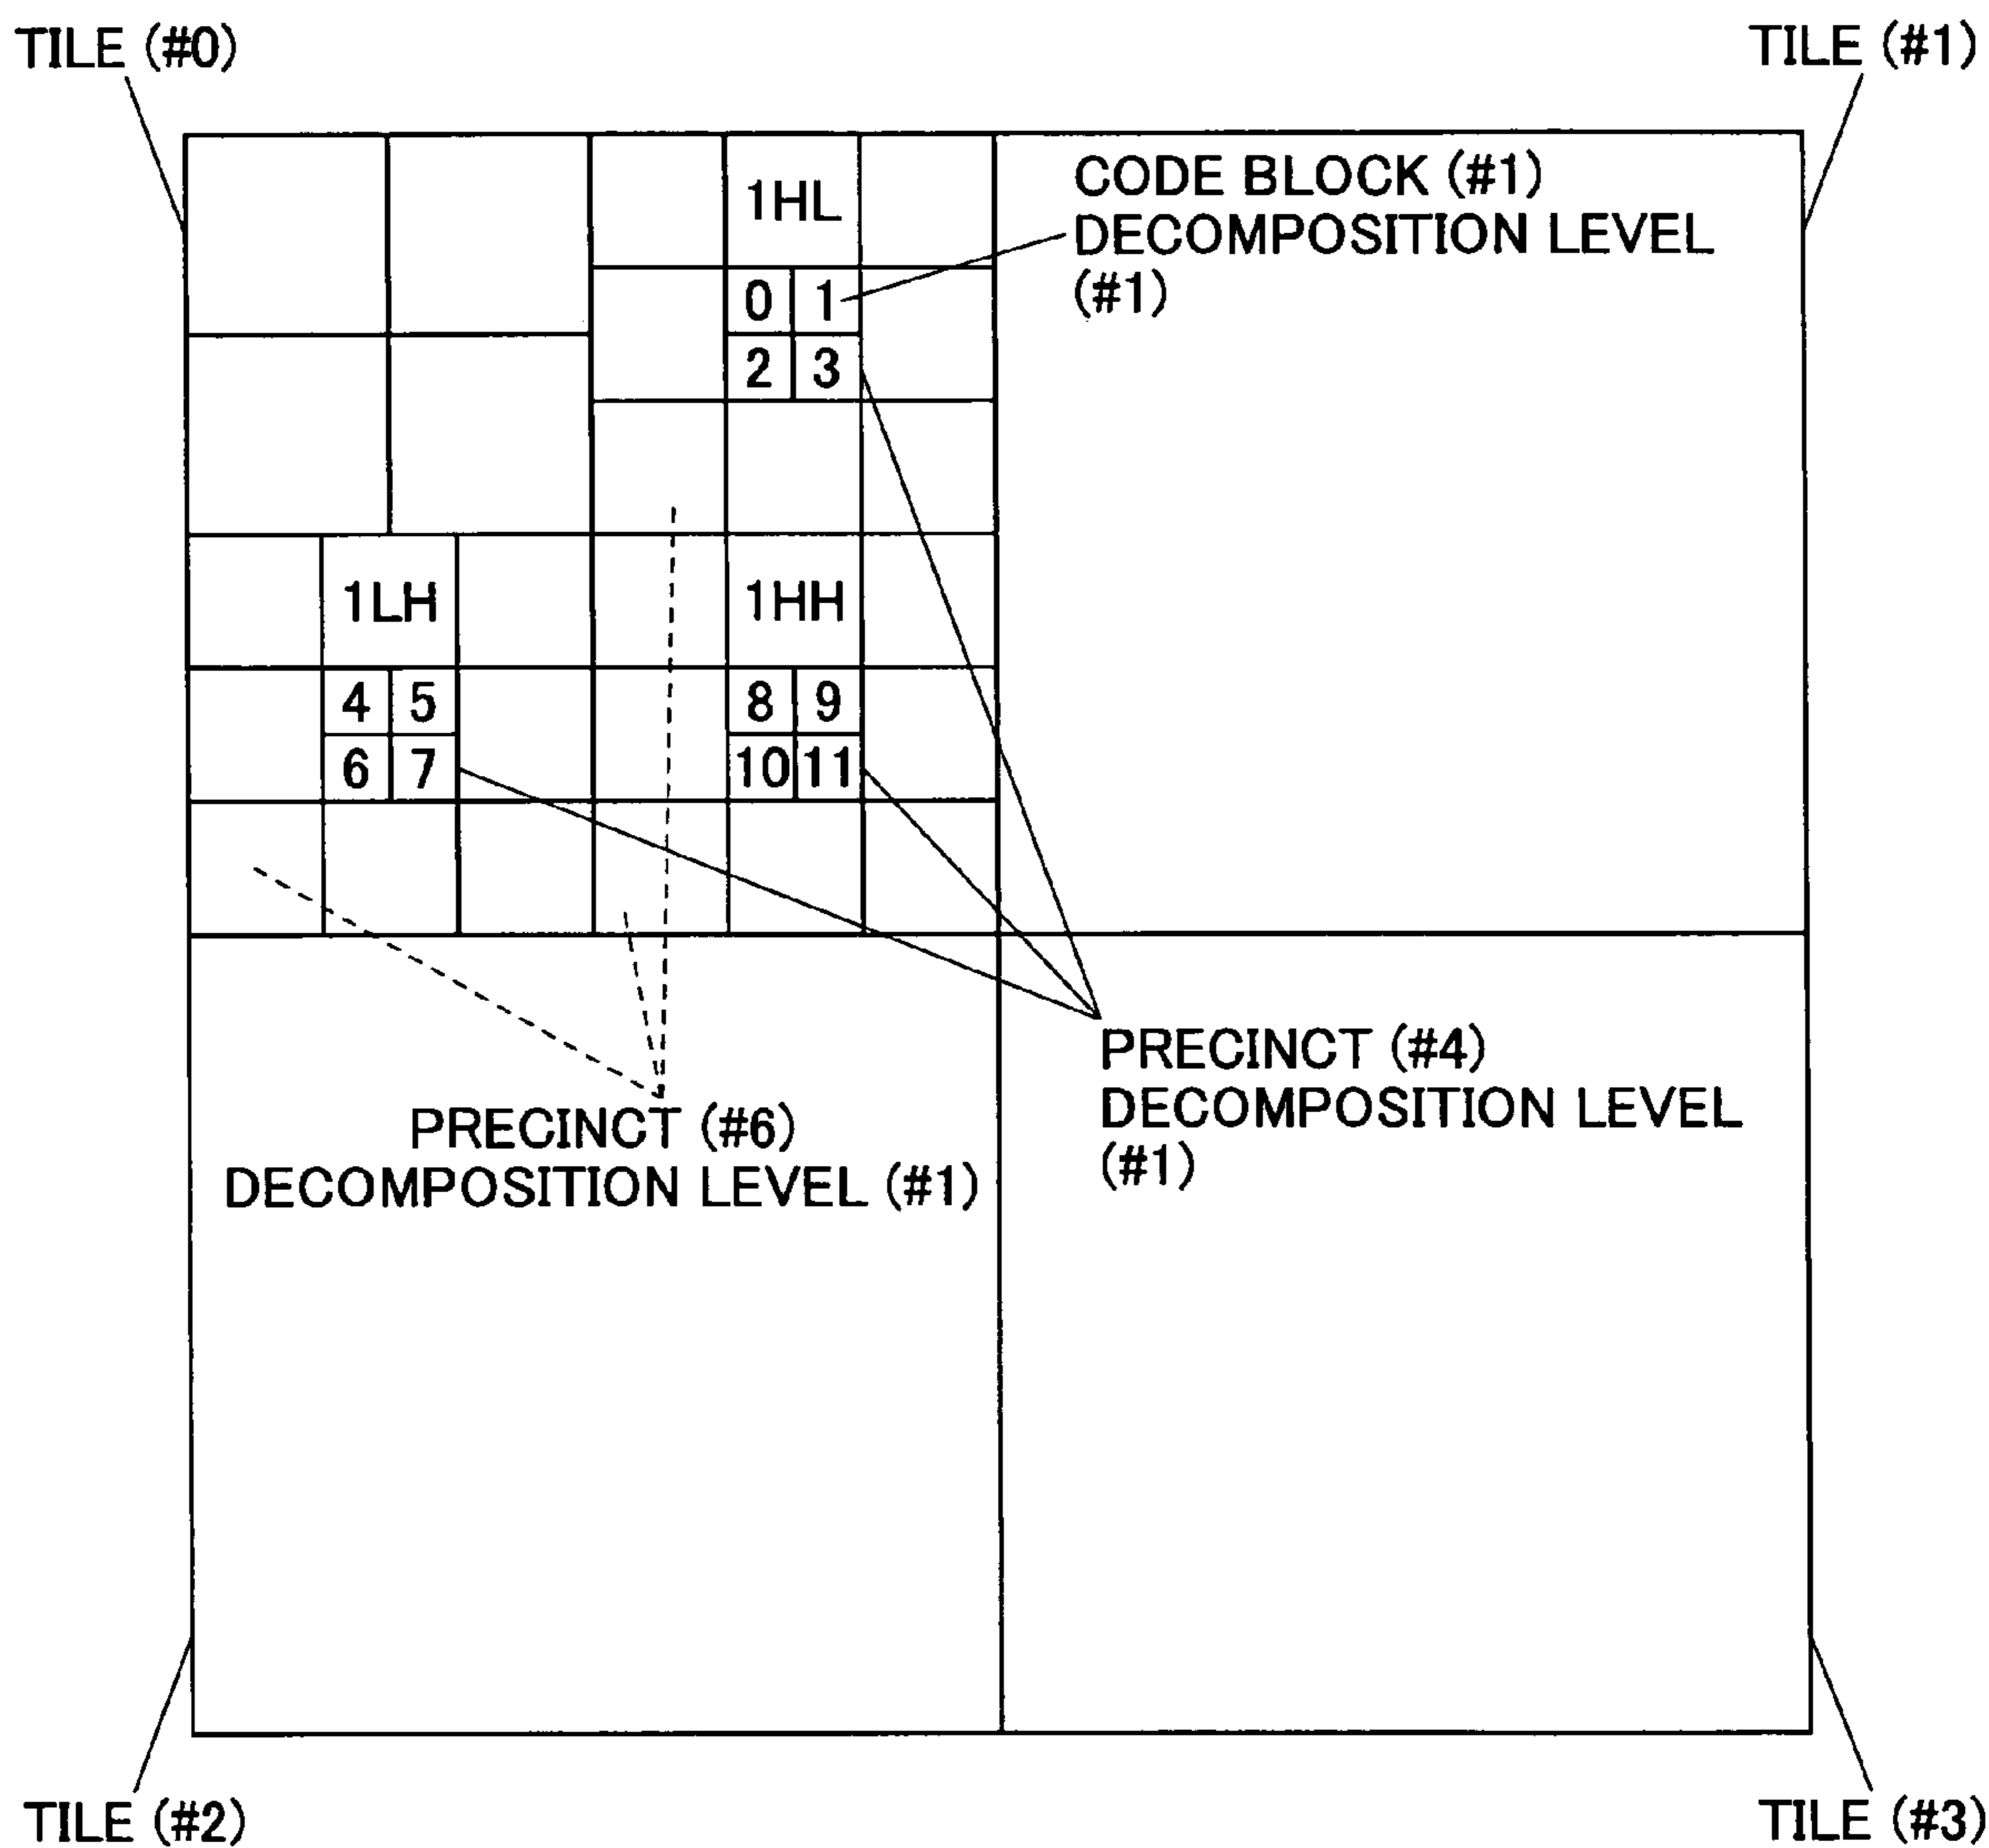 TILE (#0)
TILE (#1)
1HL
CODE BLOCK (#1)
DECOMPOSITION LEVEL
(#1)
0 1
2 3
1LH
1HH
4 5
8 9
6 7
10 11
PRECINCT (#4)
DECOMPOSITION LEVEL
(#1)
PRECINCT (#6)
DECOMPOSITION LEVEL (#1)
TILE (#2)
TILE (#3)